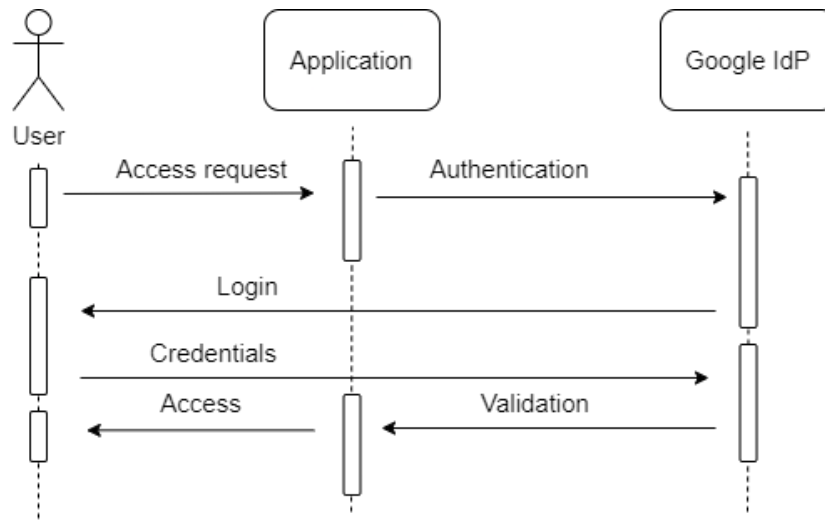 Application
Google IdP
User
Access request
Authentication
Login
Credentials
Access
Validation